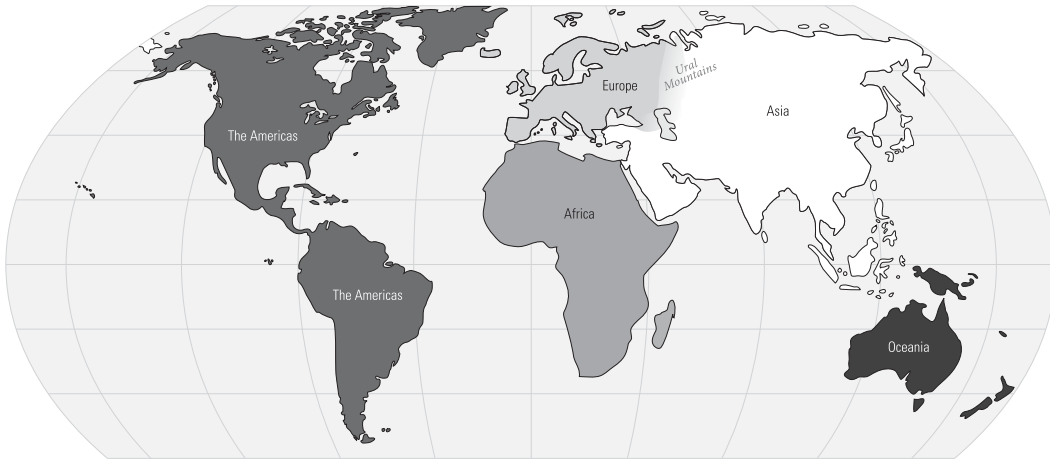 Ural
Mountains
Europe
Asia
The Americas
Africa
The Americas
Oceania